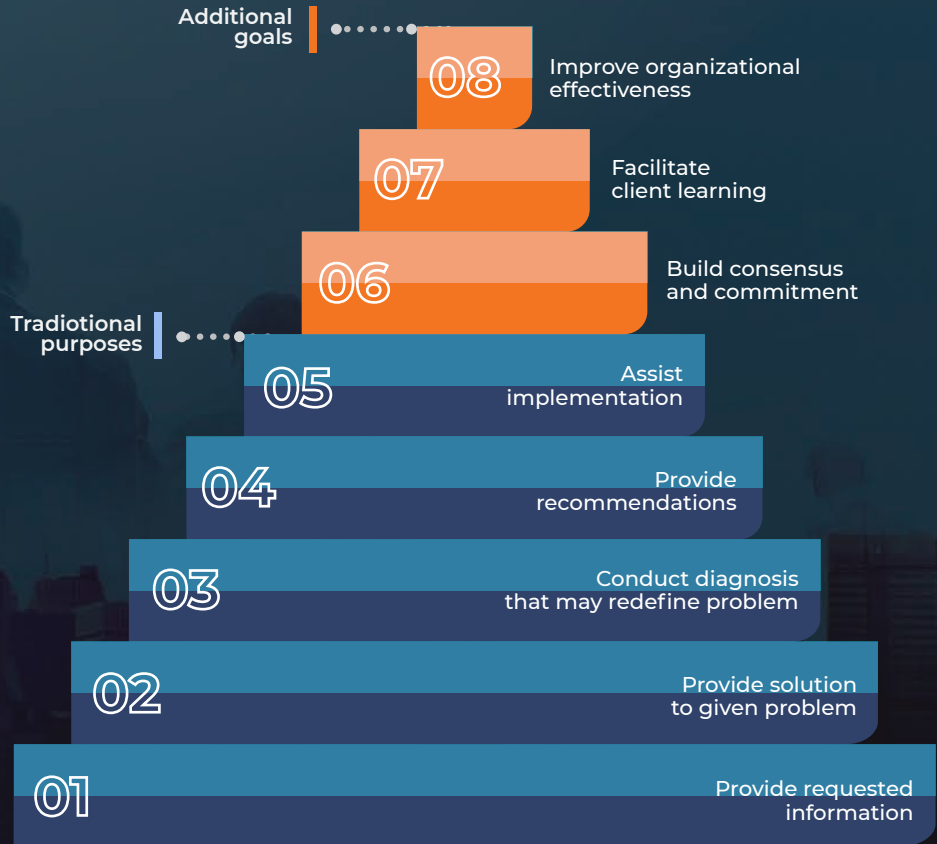 Additional
goals
08
Improve organizational
effectiveness
07
Facilitate
client learning
06
Build consensus
and commitment
Tradiotional
purposes
05
Assist
implementation
04
Provide
recommendations
03
Conduct diagnosis
that may redefine problem
02
Provide solution
to given problem
01
Provide requested
information